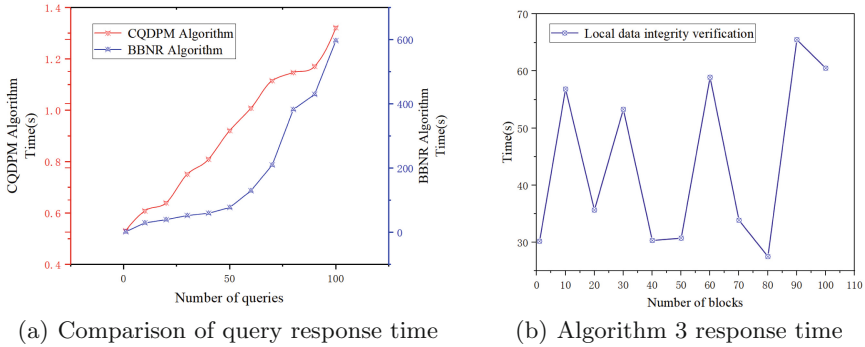 CQDPM Algorithm
BBNR Algorithm
1.4
1.2
1.0
0.8
0.6
0.4
CQDPM Algorithm
Time(s)
600
400
200
0
BBNR Algorithm
Time(s)
0 50 100
Number of queries
(a) Comparison of query response time
Local data integrity verification
70
60
50
40
30
Time(s)
0 10 20 30 40 50 60 70 80 90 100 110
Number of blocks
(b) Algorithm 3 response time